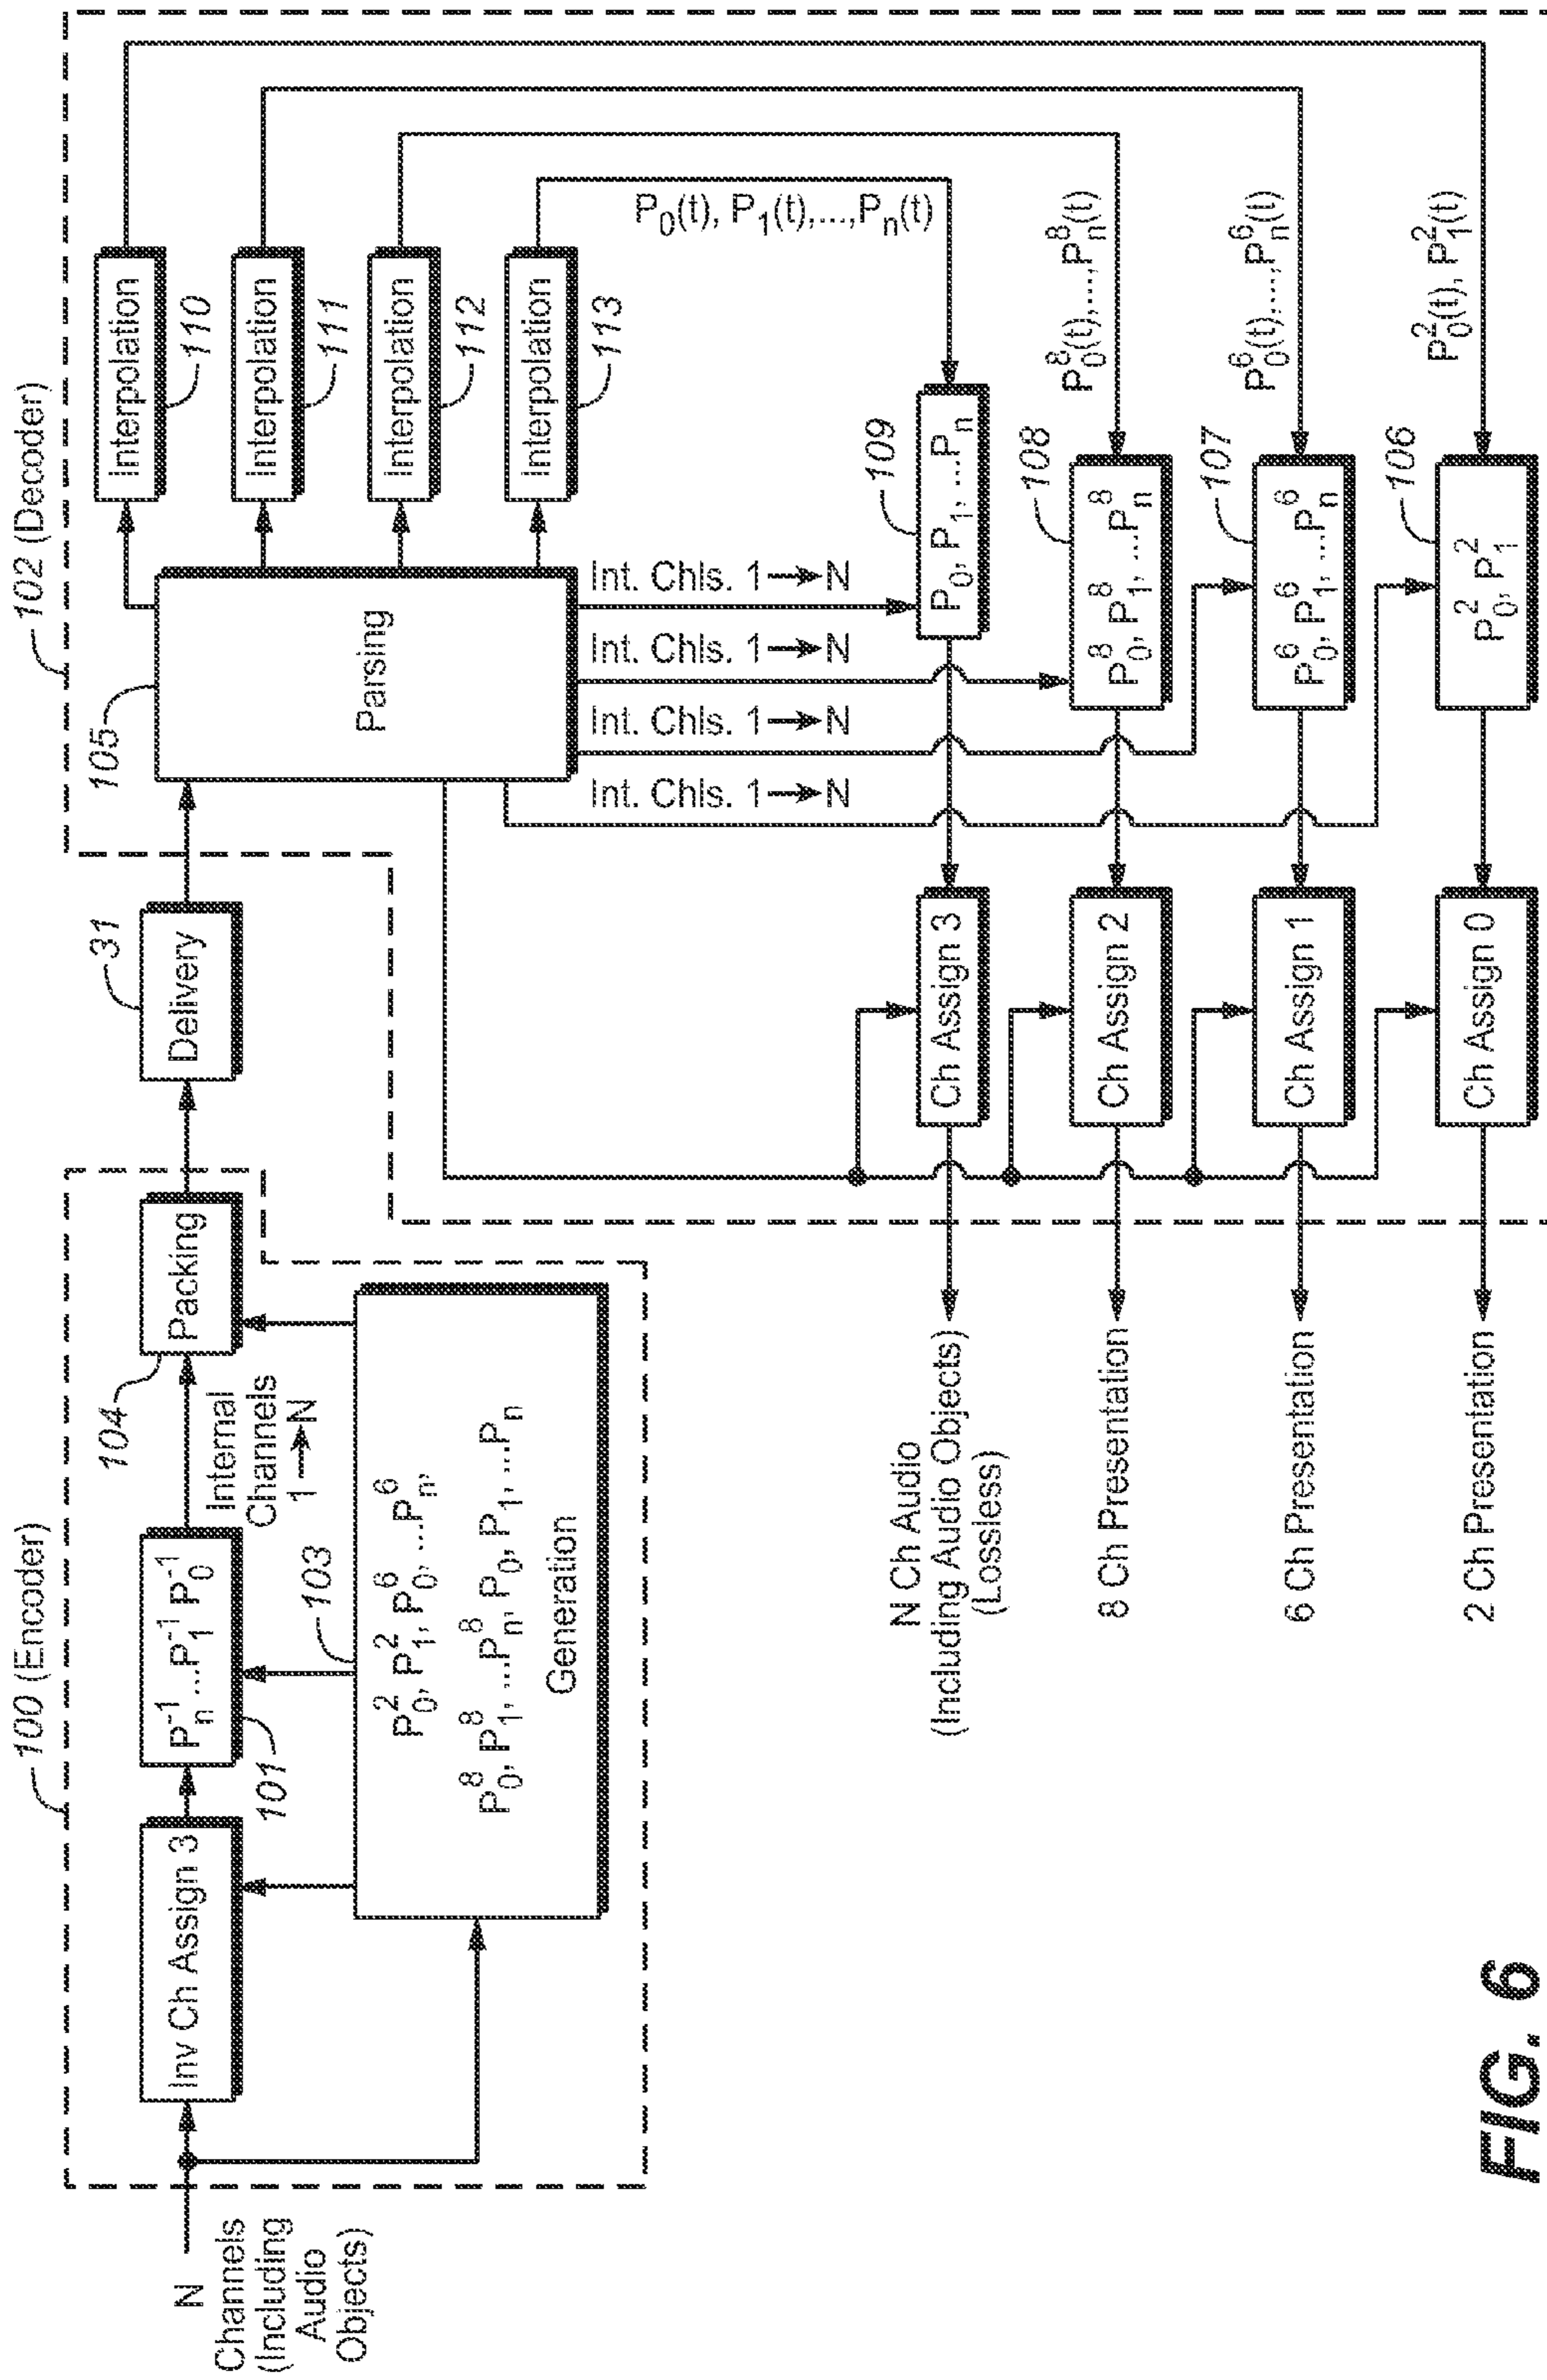 100 (Encoder)
102 (Decoder)
N
Channels
(Including
Audio
Objects)
Inv Ch Assign 3
P_n^-1 ...P_1^-1 P_0^-1
101
Internal
Channels
1→N
104
Packing
31
Delivery
103
P_0^2, P_1^2, P_0^6, ...P_n^6,
P_0^8, P_1^8, ...P_n^8, P_0, P_1, ...P_n
Generation
105
Parsing
Interpolation
110
Interpolation
111
Interpolation
112
Interpolation
113
Int. Chls. 1→N
Int. Chls. 1→N
Int. Chls. 1→N
Int. Chls. 1→N
P_0(t), P_1(t),...,P_n(t)
N Ch Audio
(Including Audio Objects)
(Lossless)
Ch Assign 3
P_0, P_1, ...P_n
109
8 Ch Presentation
Ch Assign 2
P_0^8, P_1^8, ...P_n^8
108
P_0^8(t),...,P_n^8(t)
6 Ch Presentation
Ch Assign 1
P_0^6, P_1^6, ...P_n^6
107
P_0^6(t),...,P_n^6(t)
2 Ch Presentation
Ch Assign 0
P_0^2, P_1^2
106
P_0^2(t), P_1^2(t)
FIG. 6